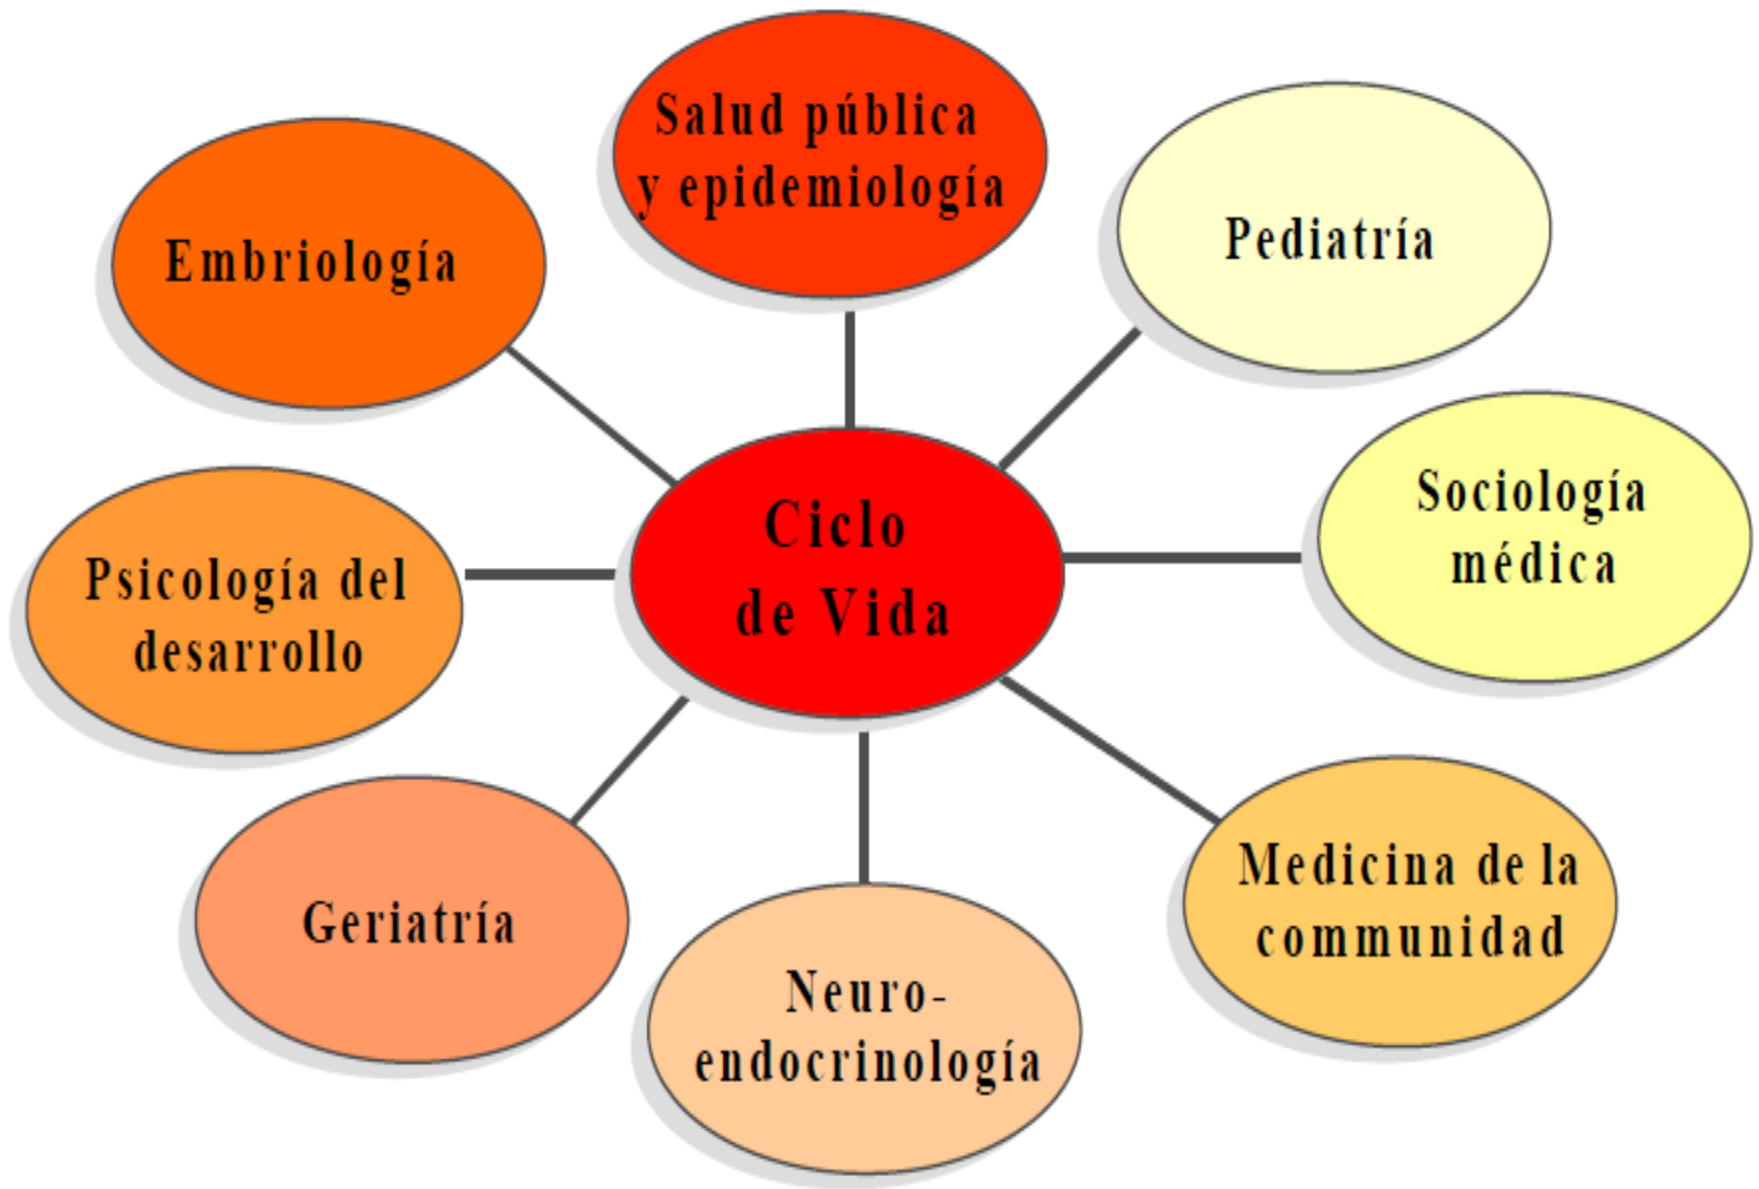 Salud pública
y epidemiología
Pediatría
Embriología
Sociología
médica
Ciclo
de Vida
Psicología del
desarrollo
Medicina de la
communidad
Geriatría
Neuro-
endocrinología